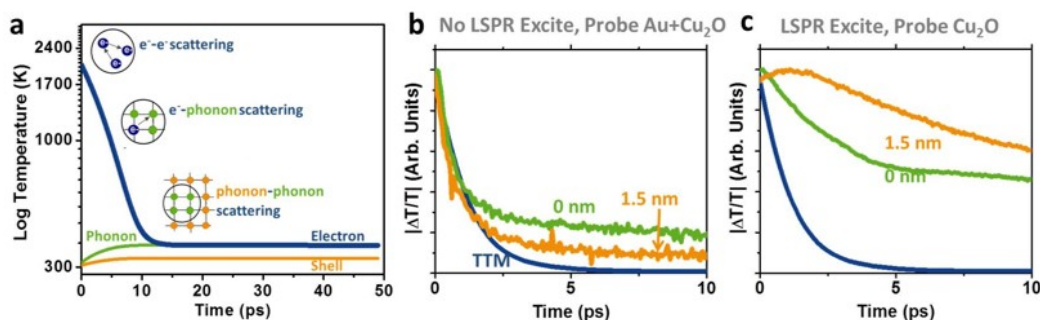 a
Log Temperature (K)
2400
1700
1000
300
e⁻-e⁻ scattering
e⁻-phonon scattering
phonon-phonon
scattering
Phonon
Electron
Shell
0 10 20 30 40 50
Time (ps)
b
No LSPR Excite, Probe Au+Cu₂O
|ΔT/T| (Arb. Units)
0 nm
1.5 nm
TTM
0 5 10
Time (ps)
c
LSPR Excite, Probe Cu₂O
|ΔT/T| (Arb. Units)
1.5 nm
0 nm
0 5 10
Time (ps)